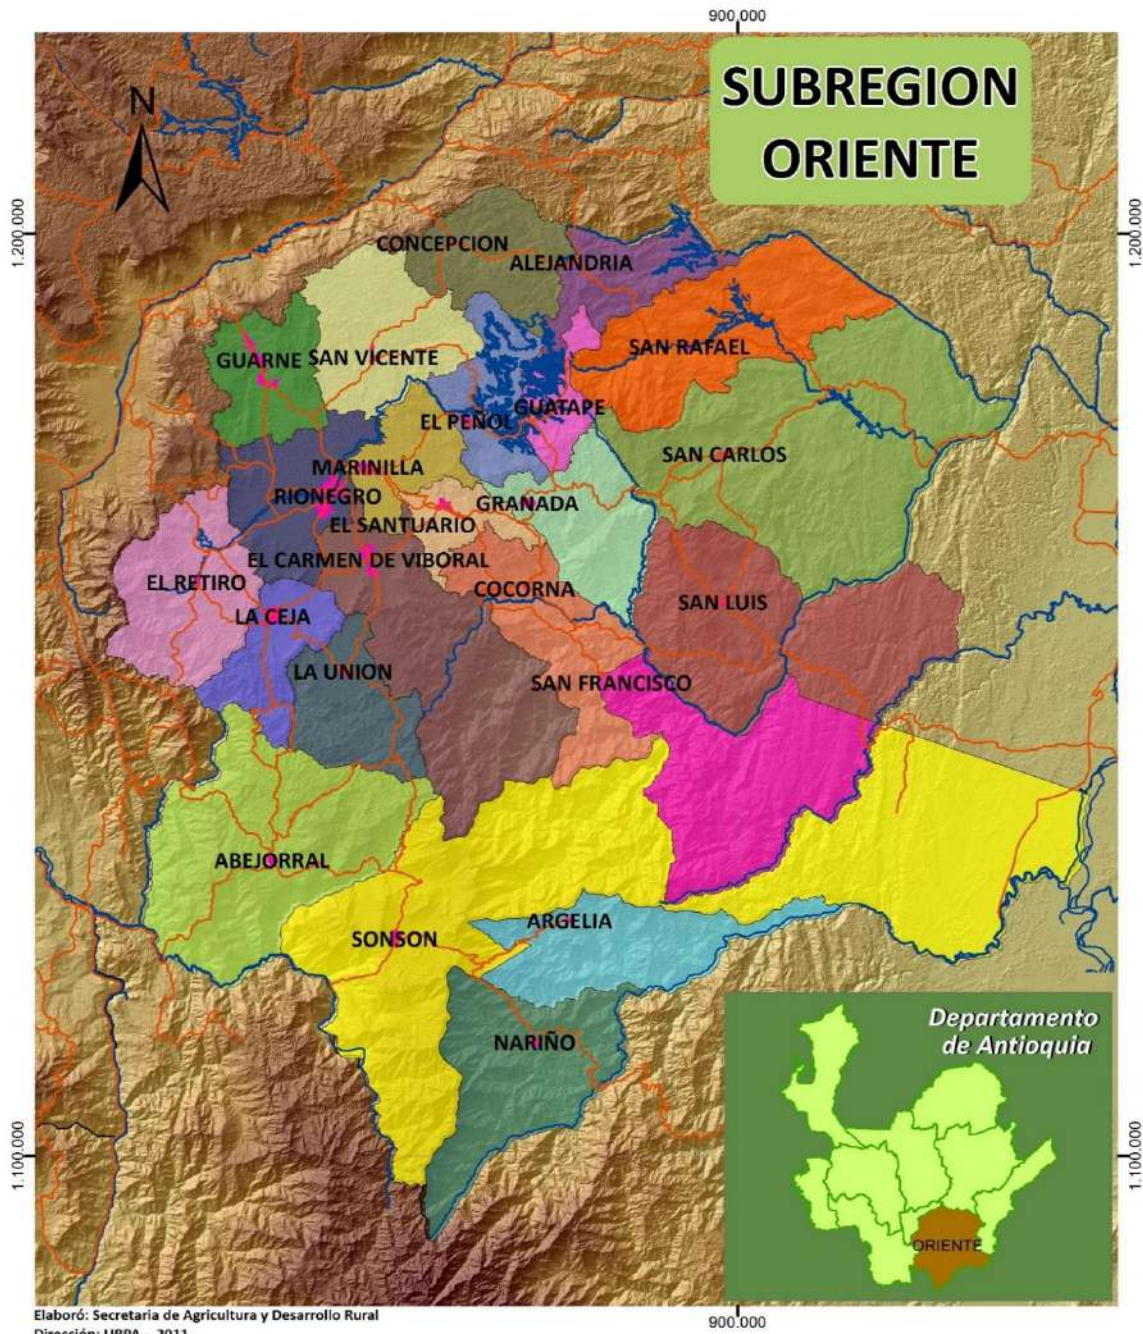 900.000
SUBREGION
ORIENTE
N
1.200.000
1.200.000
CONCEPCION
ALEJANDRIA
GUARNE
SAN VICENTE
SAN RAFAEL
GUATAPE
EL PEÑOL
SAN CARLOS
MARINILLA
RIONEGRO
GRANADA
EL SANTUARIO
EL CARMEN DE VIBORAL
EL RETIRO
COCORNA
SAN LUIS
LA CEJA
LA UNION
SAN FRANCISCO
ABEJORRAL
ARGELIA
SONSON
NARIÑO
Departamento
de Antioquia
ORIENTE
1.100.000
1.100.000
Elaboró: Secretaria de Agricultura y Desarrollo Rural
Dirección: URPA - 2011
900.000